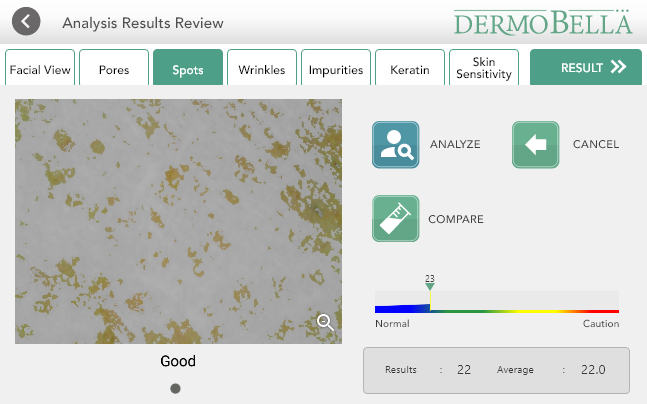 Analysis Results Review
DERMOBELLA
Facial View
Pores
Spots
Wrinkles
Impurities
Keratin
Skin
Sensitivity
RESULT
ANALYZE
CANCEL
COMPARE
23
Normal
Caution
Good
Results : 22 Average : 22.0